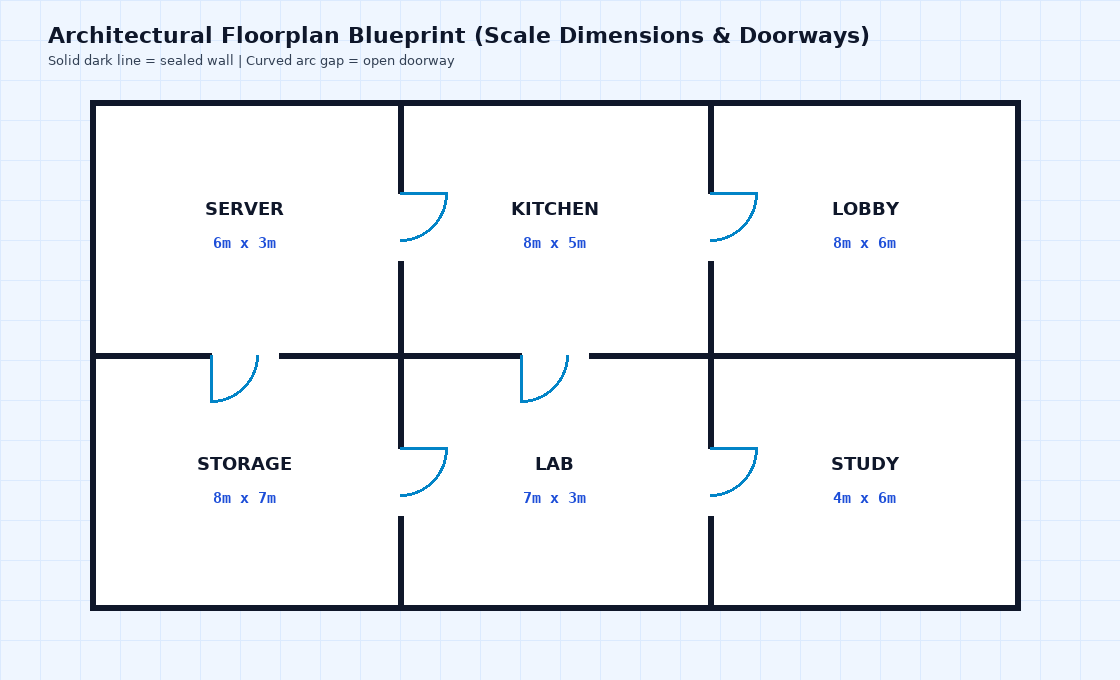 Architectural Floorplan Blueprint (Scale Dimensions & Doorways)
Solid dark line = sealed wall | Curved arc gap = open doorway
SERVER
6m x 3m
KITCHEN
8m x 5m
LOBBY
8m x 6m
STORAGE
8m x 7m
LAB
7m x 3m
STUDY
4m x 6m